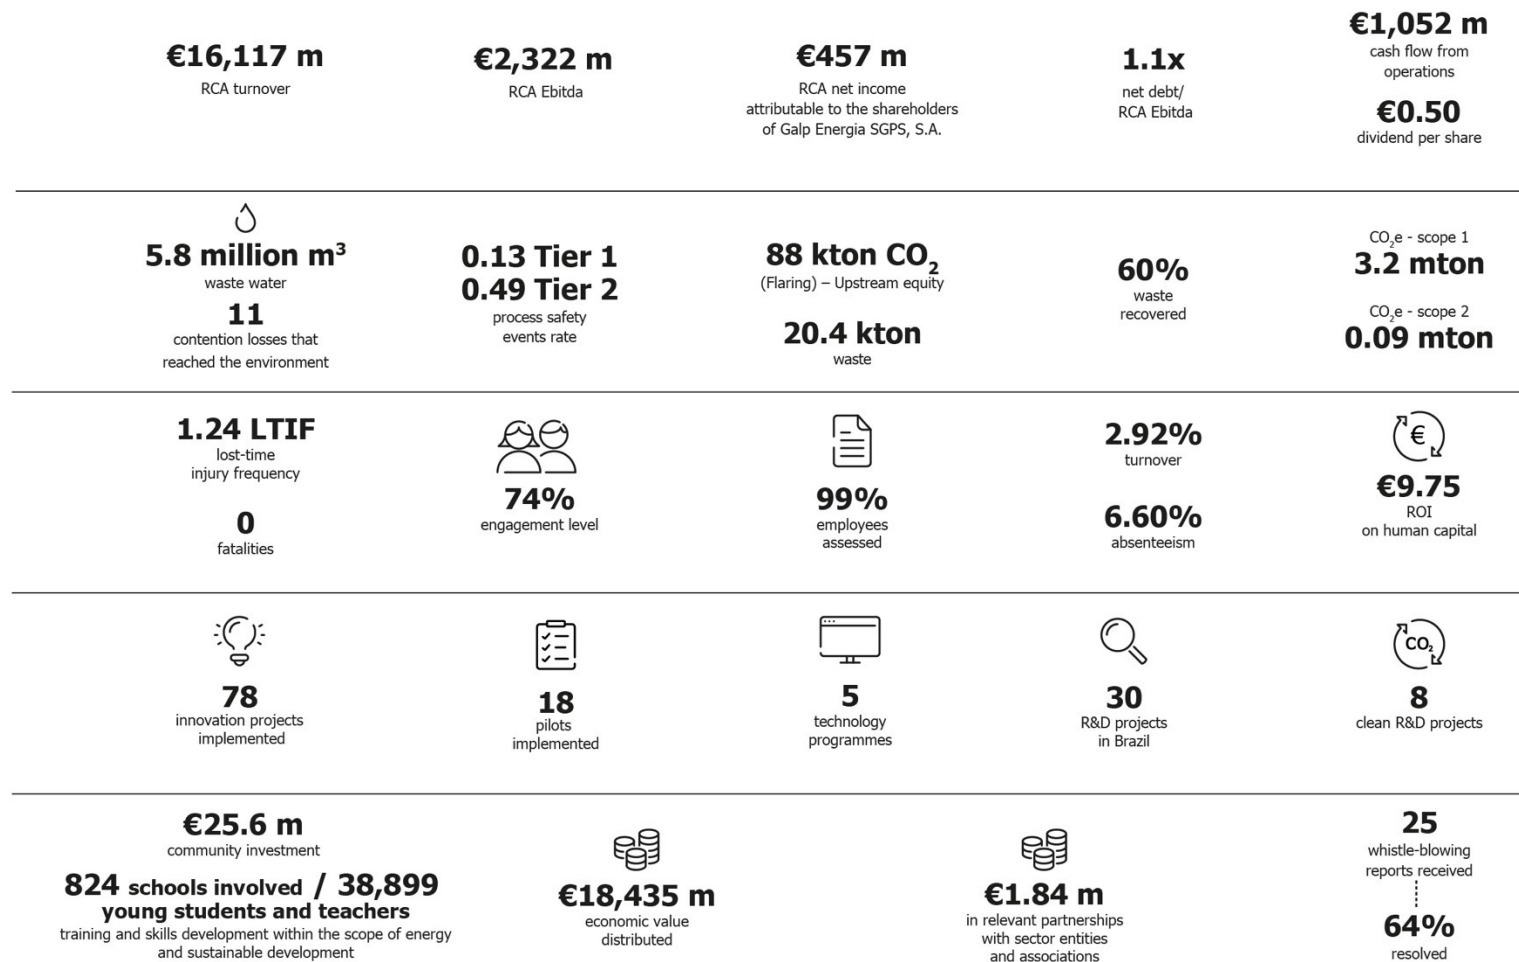 €16,117 m
RCA turnover
€2,322 m
RCA Ebitda
€457 m
RCA net income
attributable to the shareholders
of Galp Energia SGPS, S.A.
1.1x
net debt/
RCA Ebitda
€1,052 m
cash flow from
operations
€0.50
dividend per share
5.8 million m³
waste water
11
contention losses that
reached the environment
0.13 Tier 1
0.49 Tier 2
process safety
events rate
88 kton CO₂
(Flaring) – Upstream equity
20.4 kton
waste
60%
waste
recovered
CO₂e - scope 1
3.2 mton
CO₂e - scope 2
0.09 mton
1.24 LTIF
lost-time
injury frequency
0
fatalities
74%
engagement level
99%
employees
assessed
2.92%
turnover
6.60%
absenteeism
€
€9.75
ROI
on human capital
78
innovation projects
implemented
18
pilots
implemented
5
technology
programmes
30
R&D projects
in Brazil
CO₂
8
clean R&D projects
€25.6 m
community investment
824 schools involved / 38,899
young students and teachers
training and skills development within the scope of energy
and sustainable development
€18,435 m
economic value
distributed
€1.84 m
in relevant partnerships
with sector entities
and associations
25
whistle-blowing
reports received
64%
resolved